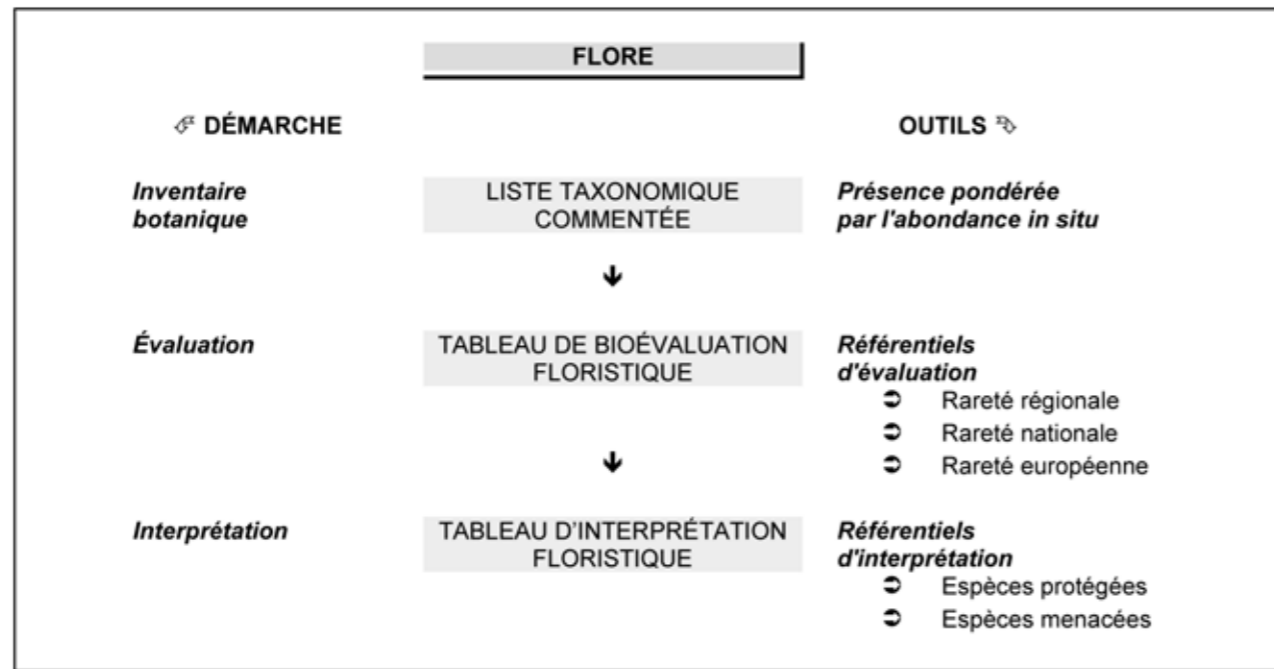 FLORE
DÉMARCHE
OUTILS
Inventaire
botanique
LISTE TAXONOMIQUE
COMMENTÉE
Présence pondérée
par l'abondance in situ
Évaluation
TABLEAU DE BIOÉVALUATION
FLORISTIQUE
Référentiels
d'évaluation
Rareté régionale
Rareté nationale
Rareté européenne
Interprétation
TABLEAU D’INTERPRÉTATION
FLORISTIQUE
Référentiels
d'interprétation
Espèces protégées
Espèces menacées